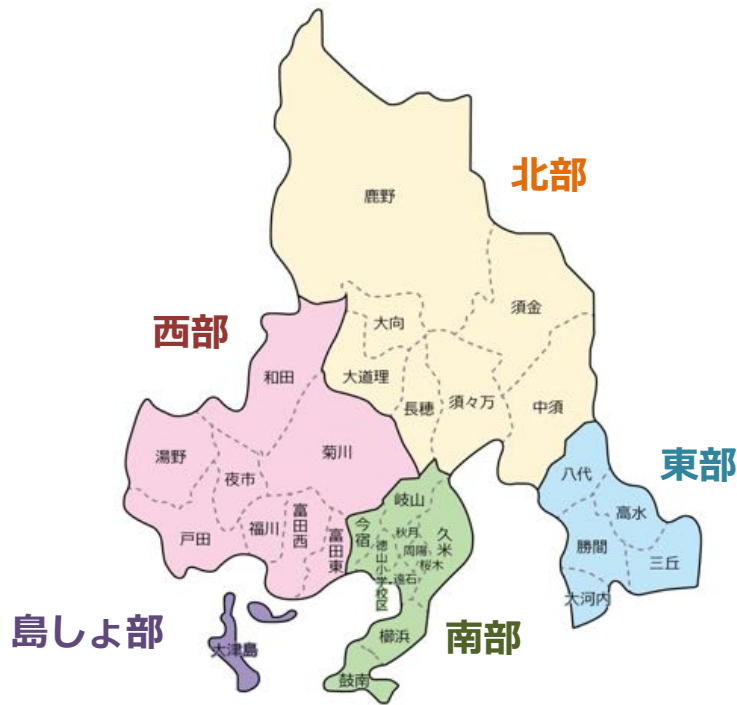 北部
鹿野
須金
大向
大道理
長穂
須々万
中須
西部
和田
湯野
夜市
菊川
戸田
福川
富田西
富田東
東部
八代
高水
勝間
三丘
大河内
岐山
今宿
秋月
久米
周陽
桜木
徳山小学校区
遠石
櫛浜
鼓南
南部
島しょ部
大津島